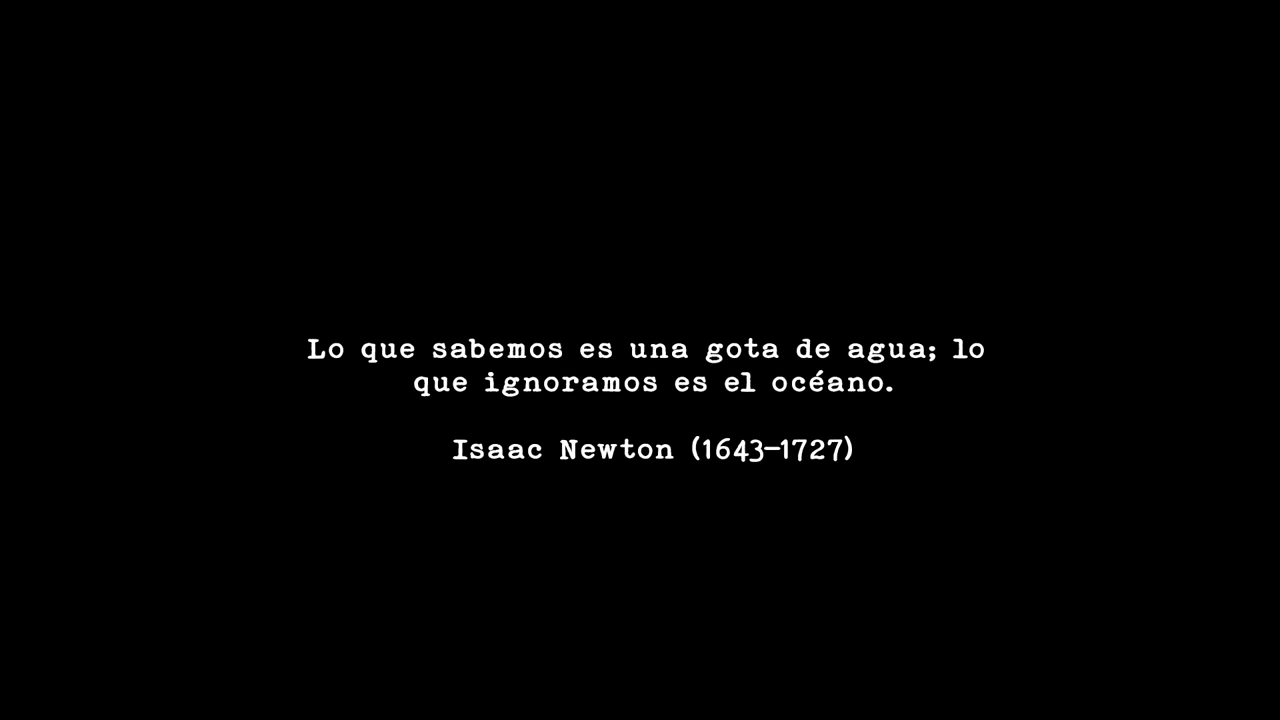 Lo que sabemos es una gota de agua; lo
que ignoramos es el océano.
Isaac Newton (1643–1727)